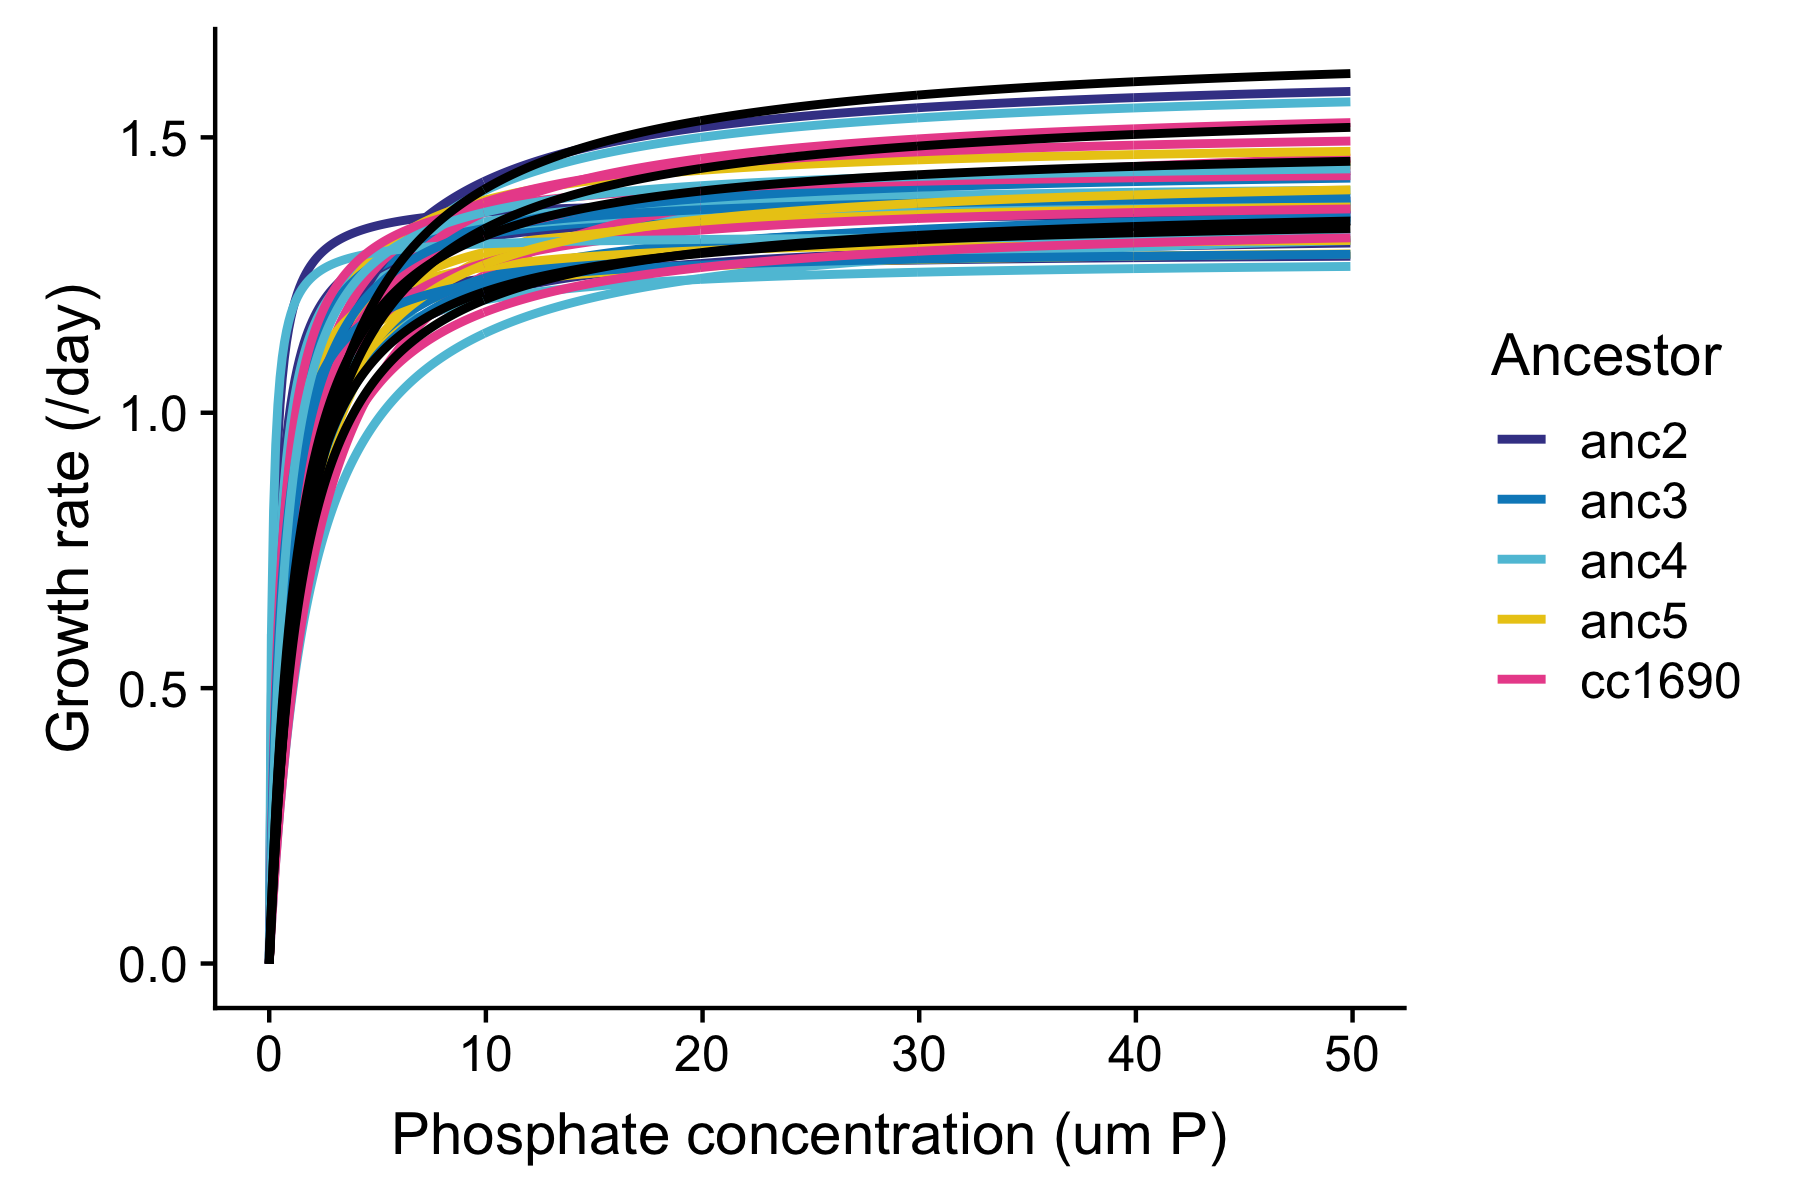 Growth rate (/day)
1.5
1.0
0.5
0.0
0 10 20 30 40 50
Phosphate concentration (um P)
Ancestor
anc2
anc3
anc4
anc5
cc1690